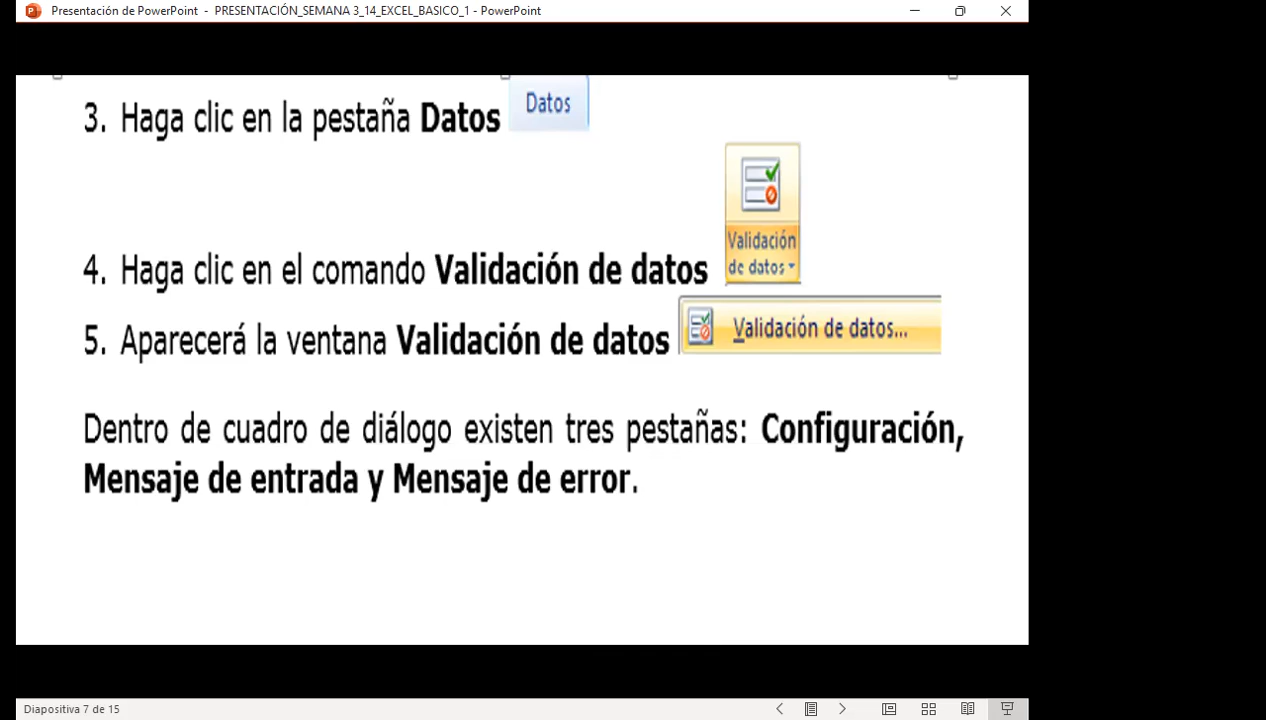 Presentación de PowerPoint - PRESENTACIÓN_SEMANA 3_14_EXCEL_BASICO_1 - PowerPoint
3. Haga clic en la pestaña Datos
Datos
Validación
de datos
4. Haga clic en el comando Validación de datos
5. Aparecerá la ventana Validación de datos
Validación de datos...
Dentro de cuadro de diálogo existen tres pestañas: Configuración,
Mensaje de entrada y Mensaje de error.
Diapositiva 7 de 15